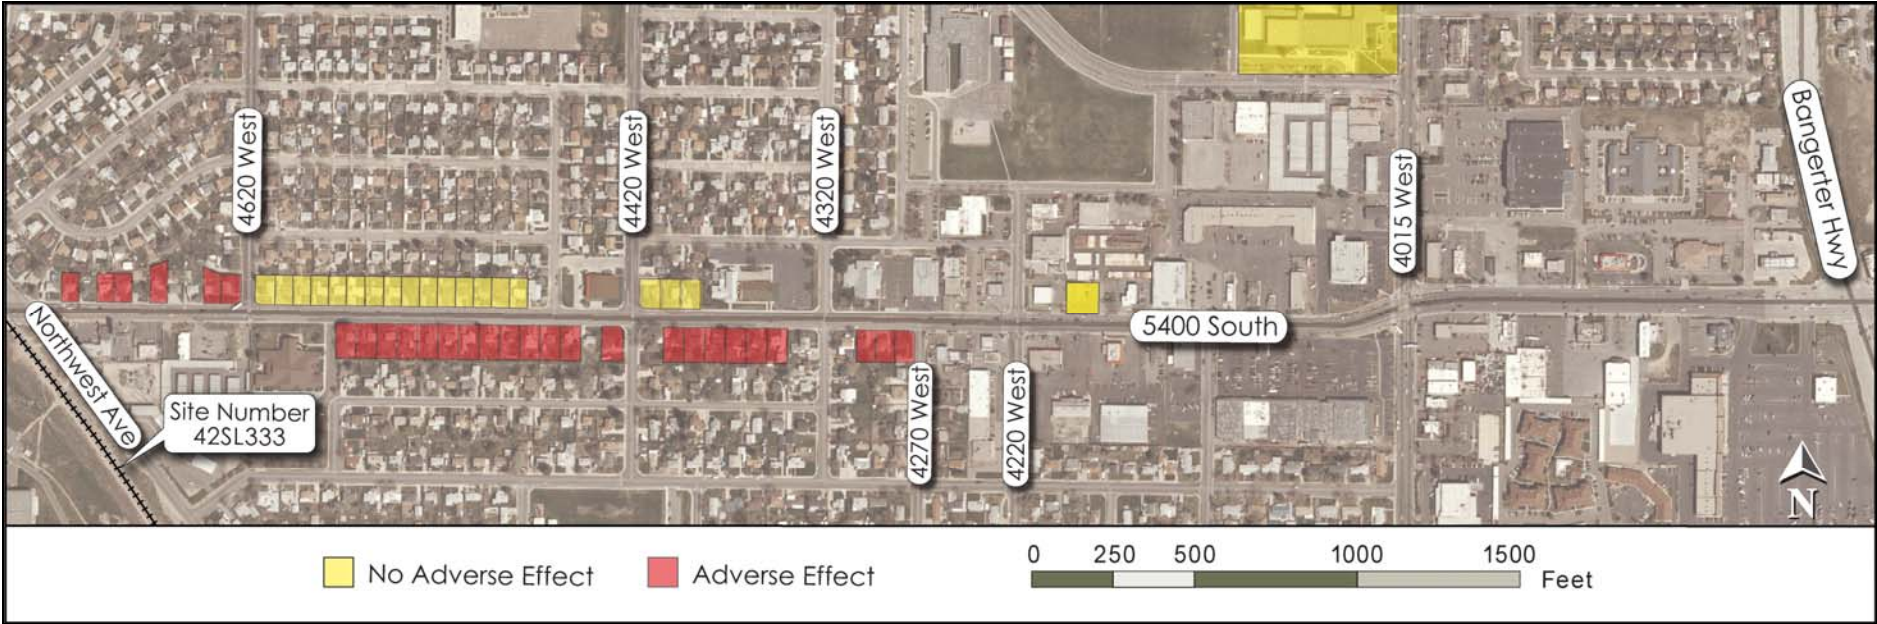 4620 West
4420 West
4320 West
4015 West
Bangerter Hwy
5400 South
Northwest Ave
Site Number
42SL333
4270 West
4220 West
N
No Adverse Effect
Adverse Effect
0 250 500 1000 1500
Feet